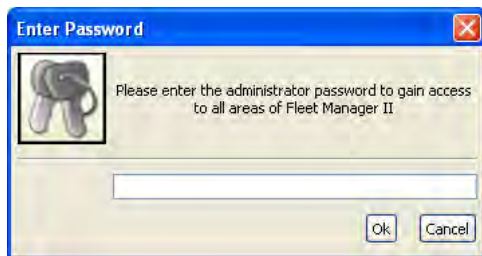 Enter Password
Please enter the administrator password to gain access
to all areas of Fleet Manager II
Ok
Cancel